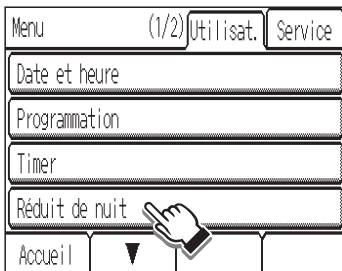 Menu (1/2) Utilisat. Service
Date et heure
Programmation
Timer
Réduit de nuit
Accueil ▼